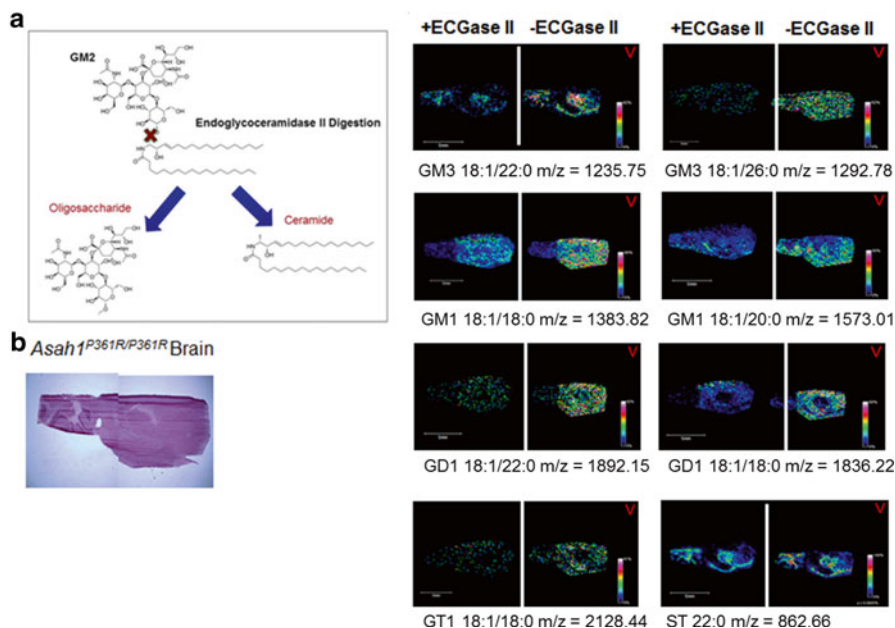 a
GM2
Endoglycoceramidase II Digestion
Oligosaccharide
Ceramide
b
Asah1P361R/P361R Brain
+ECGase II -ECGase II
+ECGase II -ECGase II
V
V
GM3 18:1/22:0 m/z = 1235.75
GM3 18:1/26:0 m/z = 1292.78
V
V
GM1 18:1/18:0 m/z = 1383.82
GM1 18:1/20:0 m/z = 1573.01
V
V
GD1 18:1/22:0 m/z = 1892.15
GD1 18:1/18:0 m/z = 1836.22
V
V
GT1 18:1/18:0 m/z = 2128.44
ST 22:0 m/z = 862.66